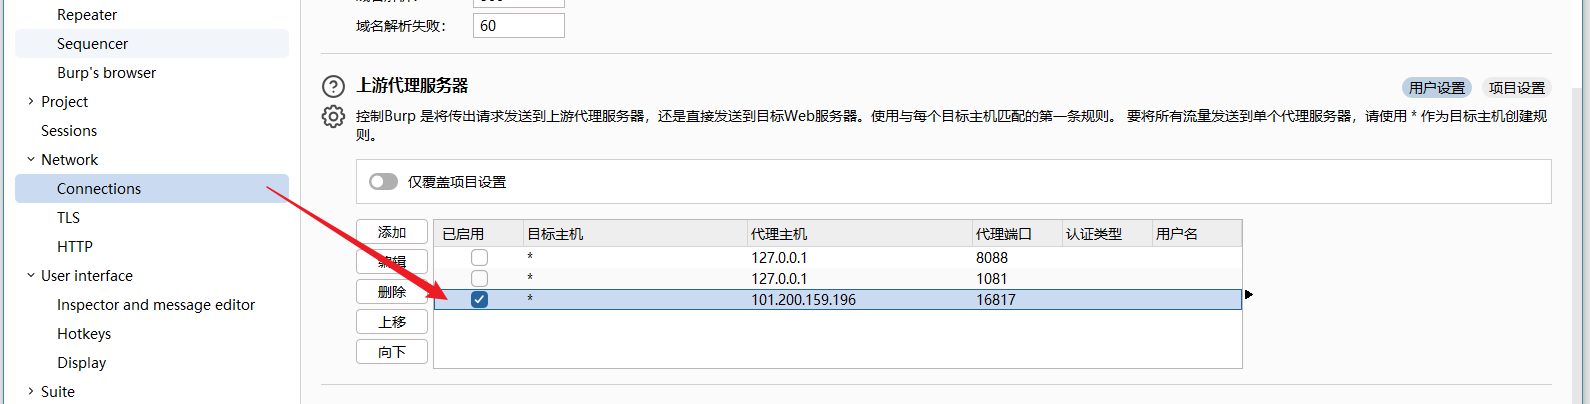 Repeater
Sequencer
Burp's browser
Project
Sessions
Network
Connections
TLS
HTTP
User interface
Inspector and message editor
Hotkeys
Display
Suite
域名解析失败： 60
上游代理服务器
用户设置 项目设置
控制Burp 是将传出请求发送到上游代理服务器，还是直接发送到目标Web服务器。使用与每个目标主机匹配的第一条规则。 要将所有流量发送到单个代理服务器，请使用 * 作为目标主机创建规
则。
仅覆盖项目设置
添加
编辑
删除
上移
向下
已启用 目标主机 代理主机 代理端口 认证类型 用户名
* 127.0.0.1 8088
* 127.0.0.1 1081
* 101.200.159.196 16817